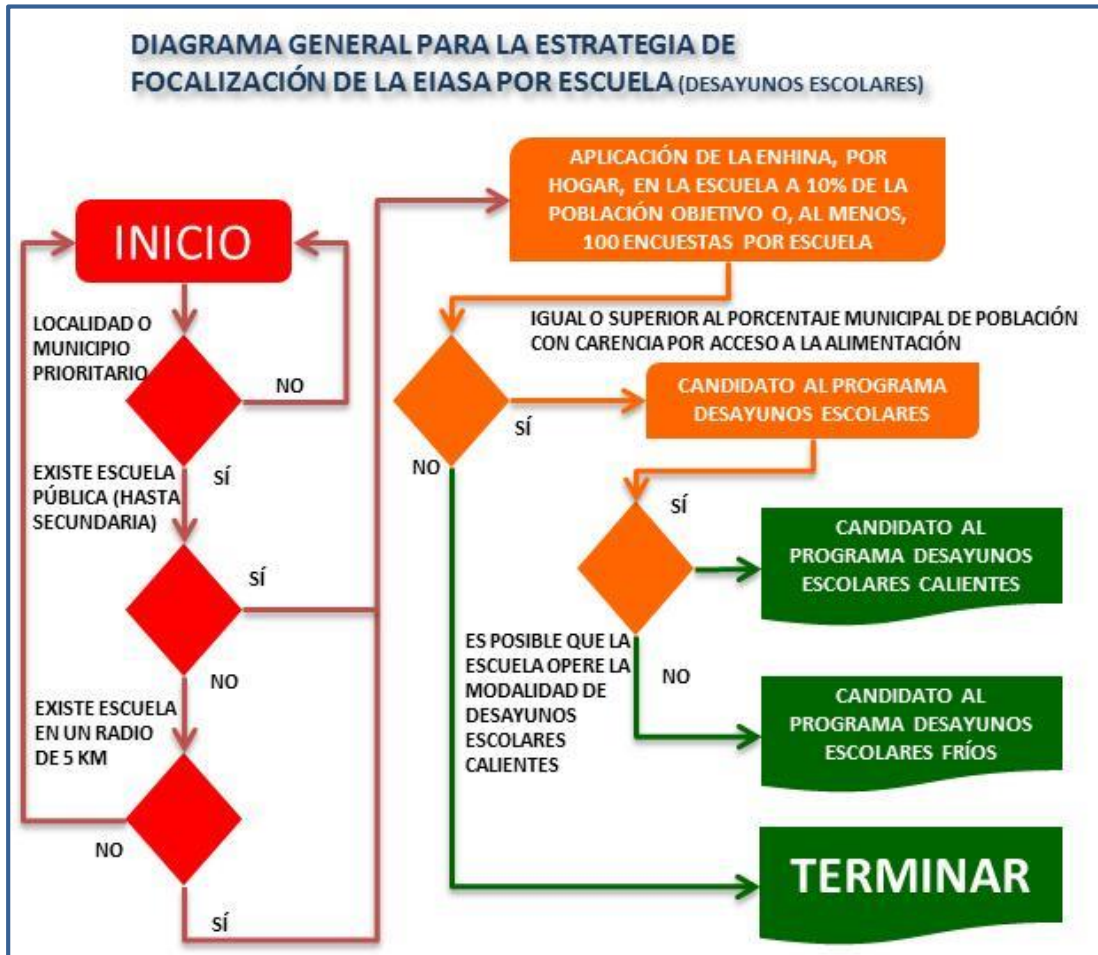 DIAGRAMA GENERAL PARA LA ESTRATEGIA DE
FOCALIZACIÓN DE LA EIASA POR ESCUELA (DESAYUNOS ESCOLARES)
INICIO
LOCALIDAD O
MUNICIPIO
PRIORITARIO
NO
SÍ
EXISTE ESCUELA
PÚBLICA (HASTA
SECUNDARIA)
SÍ
NO
EXISTE ESCUELA
EN UN RADIO
DE 5 KM
NO
SÍ
APLICACIÓN DE LA ENHINA, POR
HOGAR, EN LA ESCUELA A 10% DE LA
POBLACIÓN OBJETIVO O, AL MENOS,
100 ENCUESTAS POR ESCUELA
IGUAL O SUPERIOR AL PORCENTAJE MUNICIPAL DE POBLACIÓN
CON CARENCIA POR ACCESO A LA ALIMENTACIÓN
SÍ
NO
CANDIDATO AL PROGRAMA
DESAYUNOS ESCOLARES
SÍ
ES POSIBLE QUE LA
ESCUELA OPERE LA
MODALIDAD DE
DESAYUNOS
ESCOLARES
CALIENTES
NO
CANDIDATO AL
PROGRAMA DESAYUNOS
ESCOLARES CALIENTES
CANDIDATO AL
PROGRAMA DESAYUNOS
ESCOLARES FRÍOS
TERMINAR